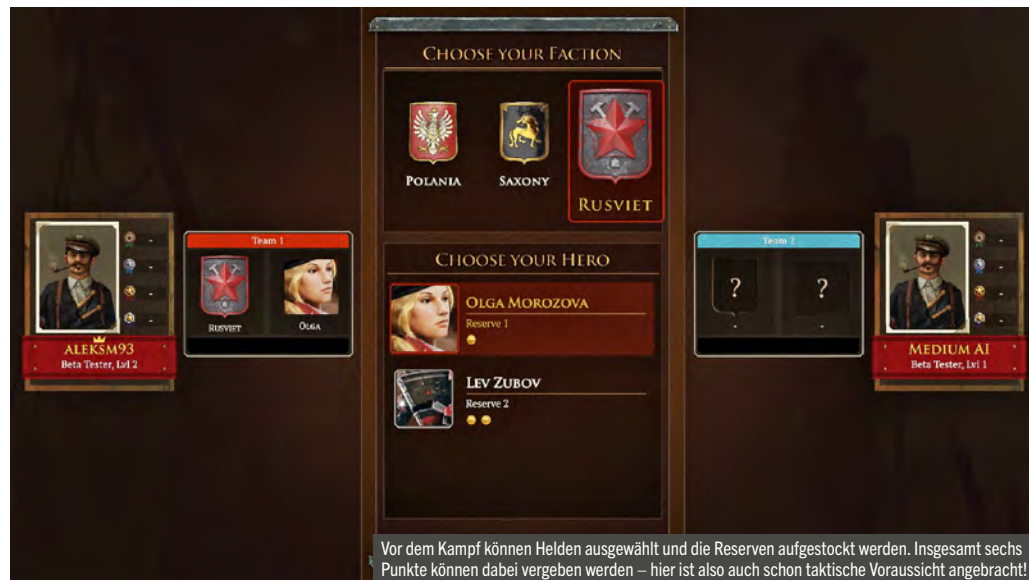 CHOOSE YOUR FACTION
POLANIA
SAXONY
RUSVIET
Team 1
RUSVIET
OLGA
ALEKSM93
Beta Tester, Lvl 2
CHOOSE YOUR HERO
OLGA MOROZOVA
Reserve 1
LEV ZUBOV
Reserve 2
Team 2
?
?
-
-
MEDIUM AI
Beta Tester, Lvl 1
Vor dem Kampf können Helden ausgewählt und die Reserven aufgestockt werden. Insgesamt sechs
Punkte können dabei vergeben werden – hier ist also auch schon taktische Voraussicht angebracht!